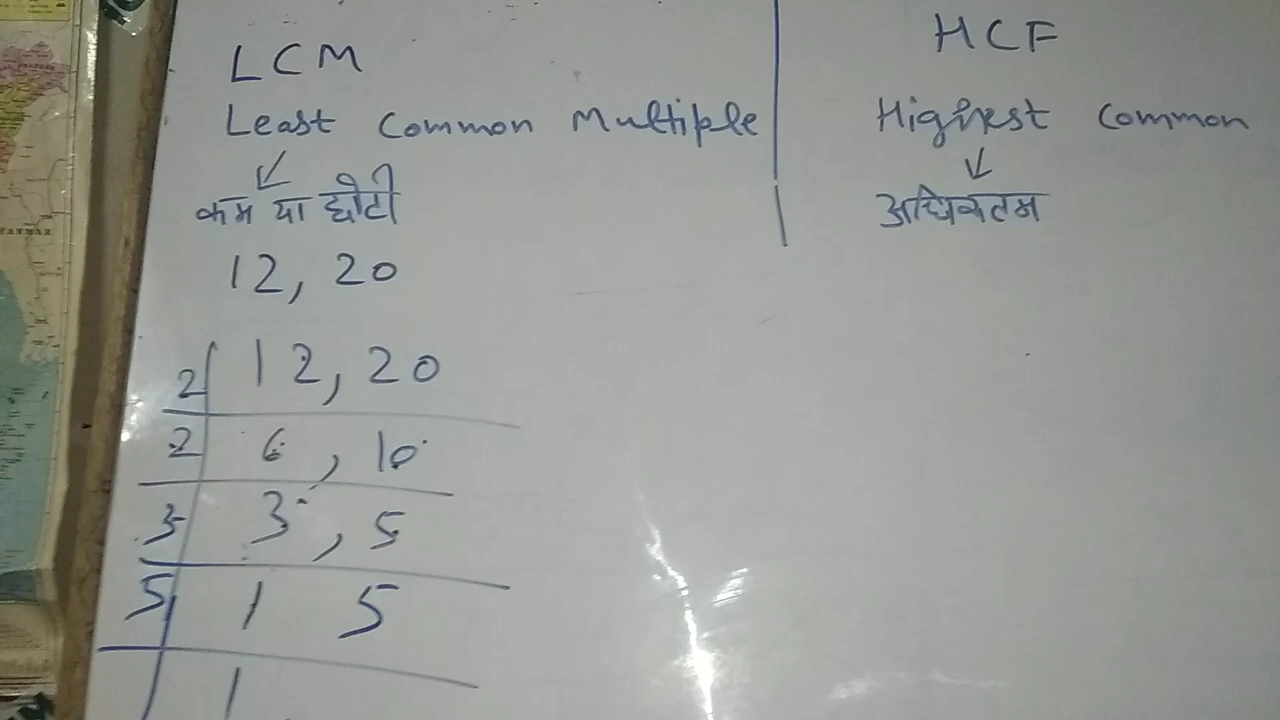 LCM
Least Common Multiple
कम या छोटी
12, 20
2 12, 20
2 6, 10
3 3, 5
5 1 5
1
HCF
Highest Common
अधिकतम